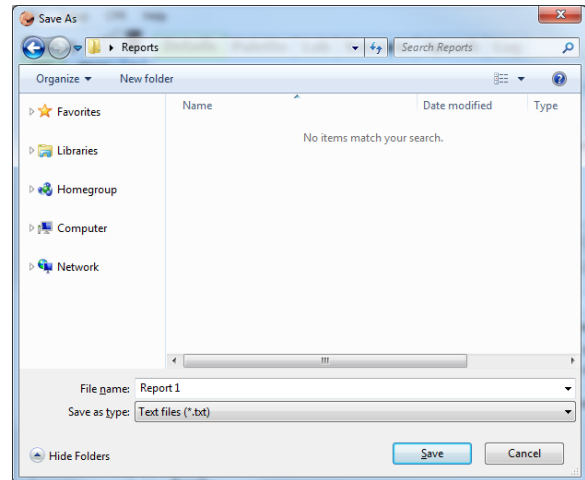 Save As
Reports
Search Reports
Organize
New folder
Name
Date modified
Type
Favorites
No items match your search.
Libraries
Homegroup
Computer
Network
File name: Report 1
Save as type: Text files (*.txt)
Hide Folders
Save
Cancel